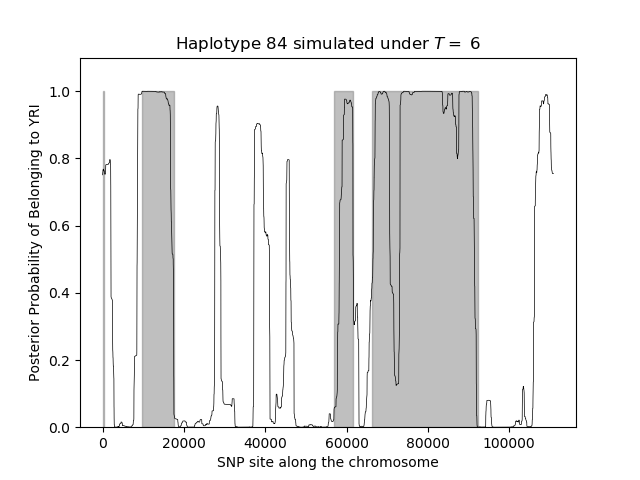 Haplotype 84 simulated under T = 6
Posterior Probability of Belonging to YRI
1.0
0.8
0.6
0.4
0.2
0.0
0 20000 40000 60000 80000 100000
SNP site along the chromosome